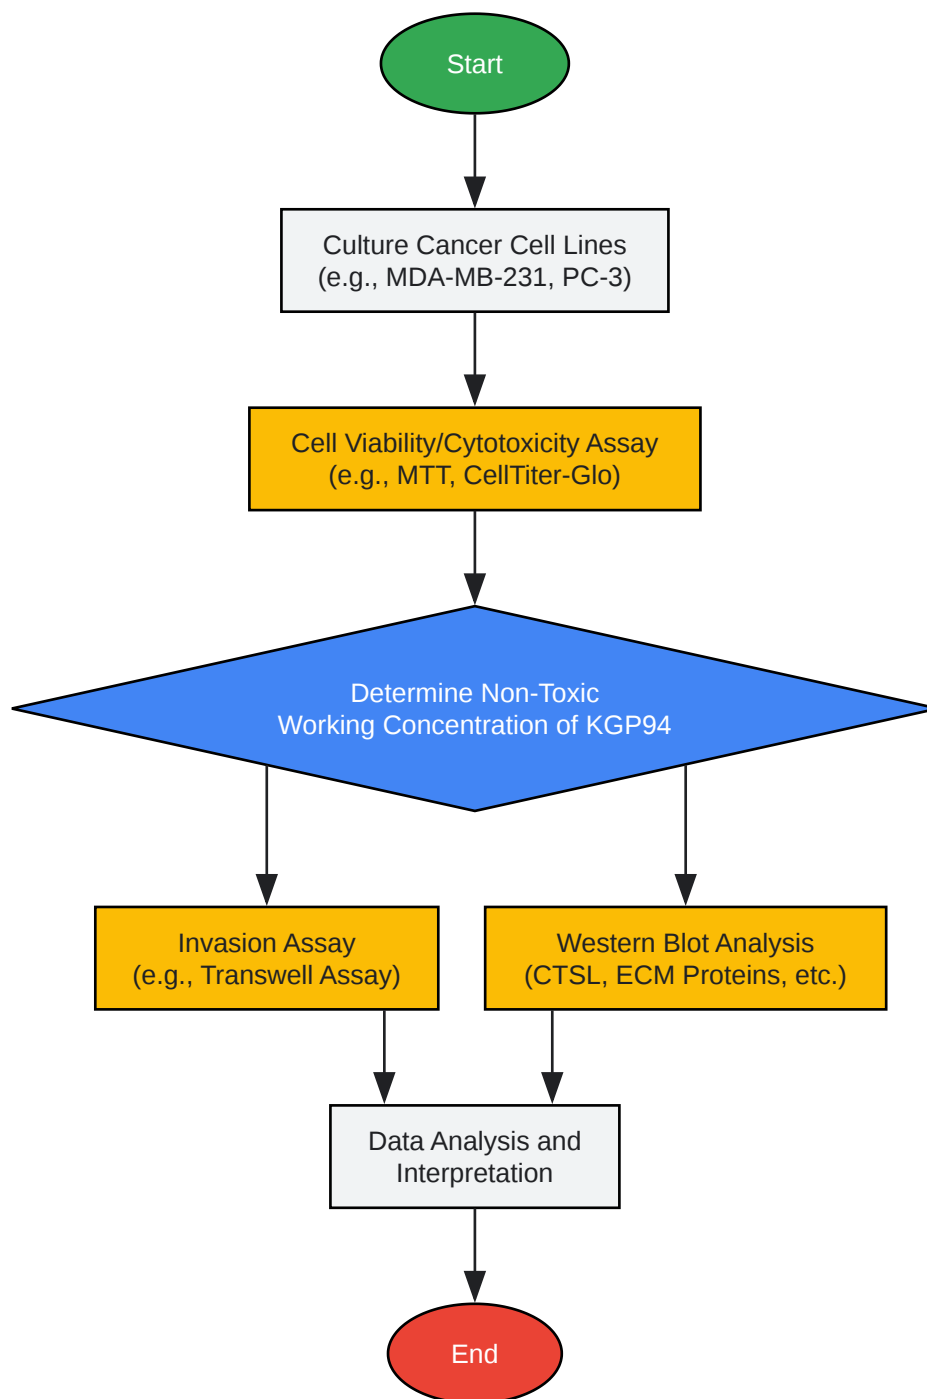 Start
Culture Cancer Cell Lines
(e.g., MDA-MB-231, PC-3)
Cell Viability/Cytotoxicity Assay
(e.g., MTT, CellTiter-Glo)
Determine Non-Toxic
Working Concentration of KGP94
Invasion Assay
(e.g., Transwell Assay)
Western Blot Analysis
(CTSL, ECM Proteins, etc.)
Data Analysis and
Interpretation
End